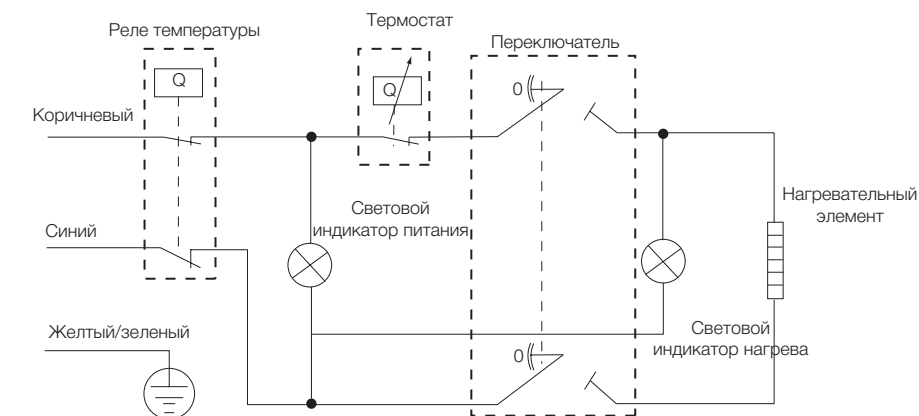 Реле температуры
Термостат
Переключатель
Q
Q
0
Коричневый
Световой
индикатор питания
Нагревательный
элемент
Синий
Желтый/зеленый
0
Световой
индикатор нагрева